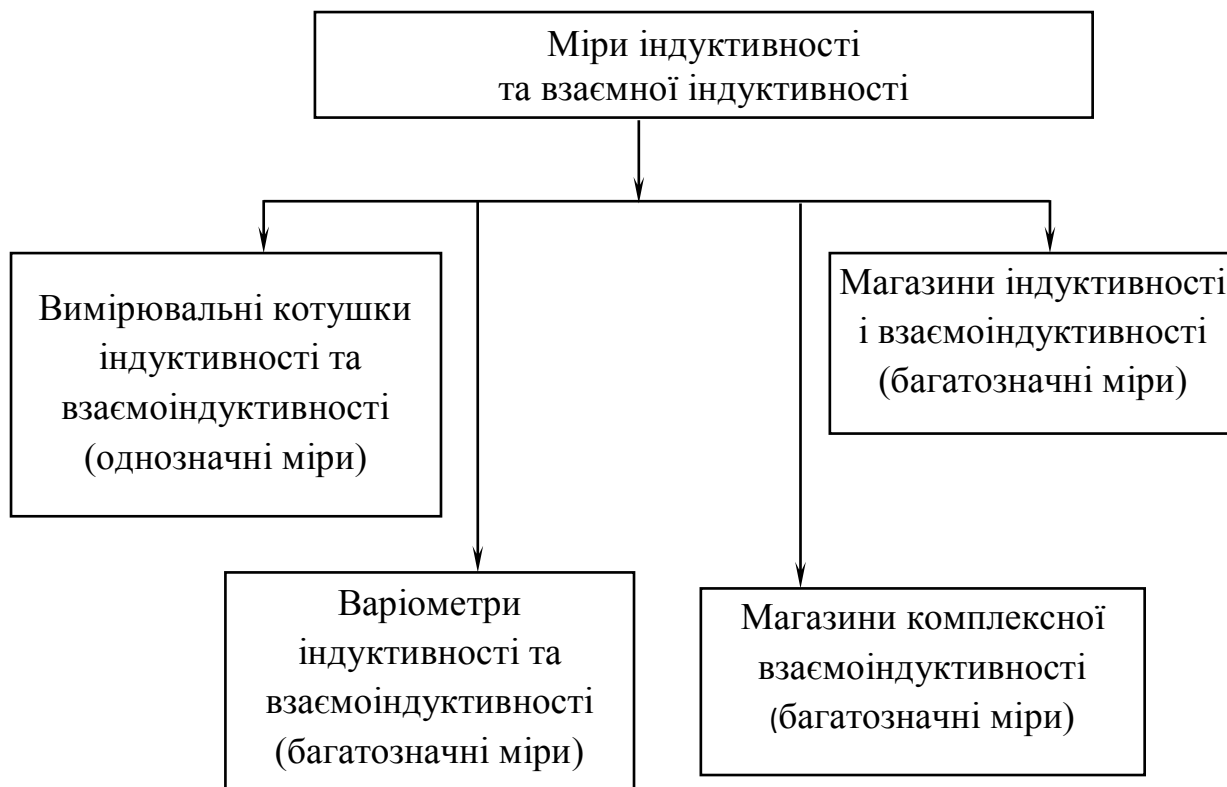 Міри індуктивності
та взаємної індуктивності
Вимірювальні котушки
індуктивності та
взаємоіндуктивності
(однозначні міри)
Магазини індуктивності
і взаємоіндуктивності
(багатозначні міри)
Варіометри
індуктивності та
взаємоіндуктивності
(багатозначні міри)
Магазини комплексної
взаємоіндуктивності
(багатозначні міри)